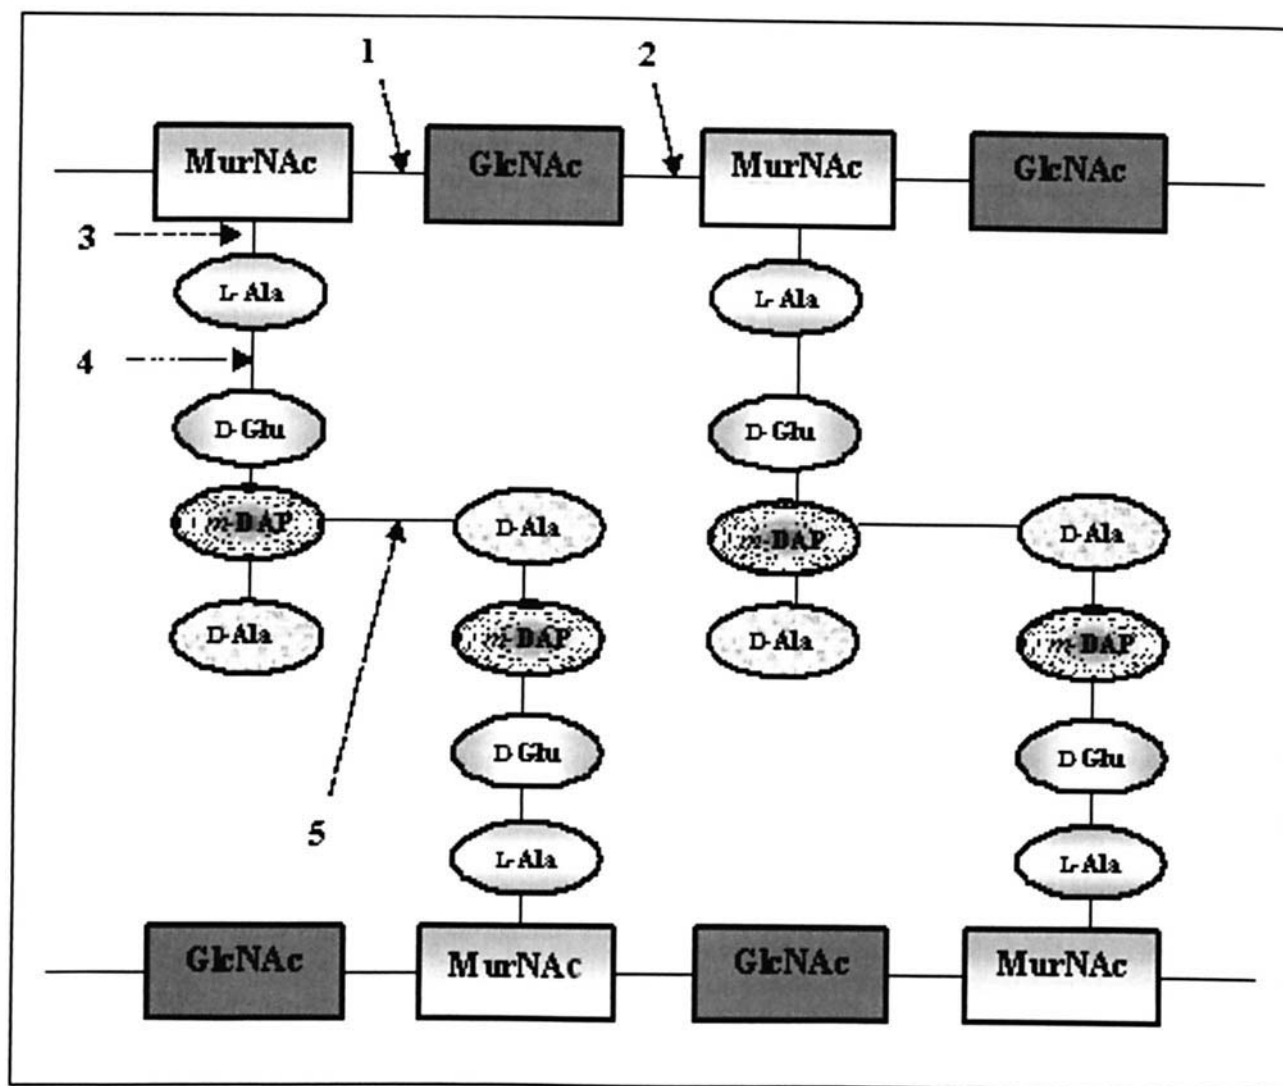 1
2
MurNAc GlcNAc MurNAc GlcNAc
3
L-Ala L-Ala
4
D-Glu D-Glu
m-DAP D-Ala m-DAP D-Ala
D-Ala m-DAP D-Ala m-DAP
D-Glu D-Glu
5
L-Ala L-Ala
GlcNAc MurNAc GlcNAc MurNAc